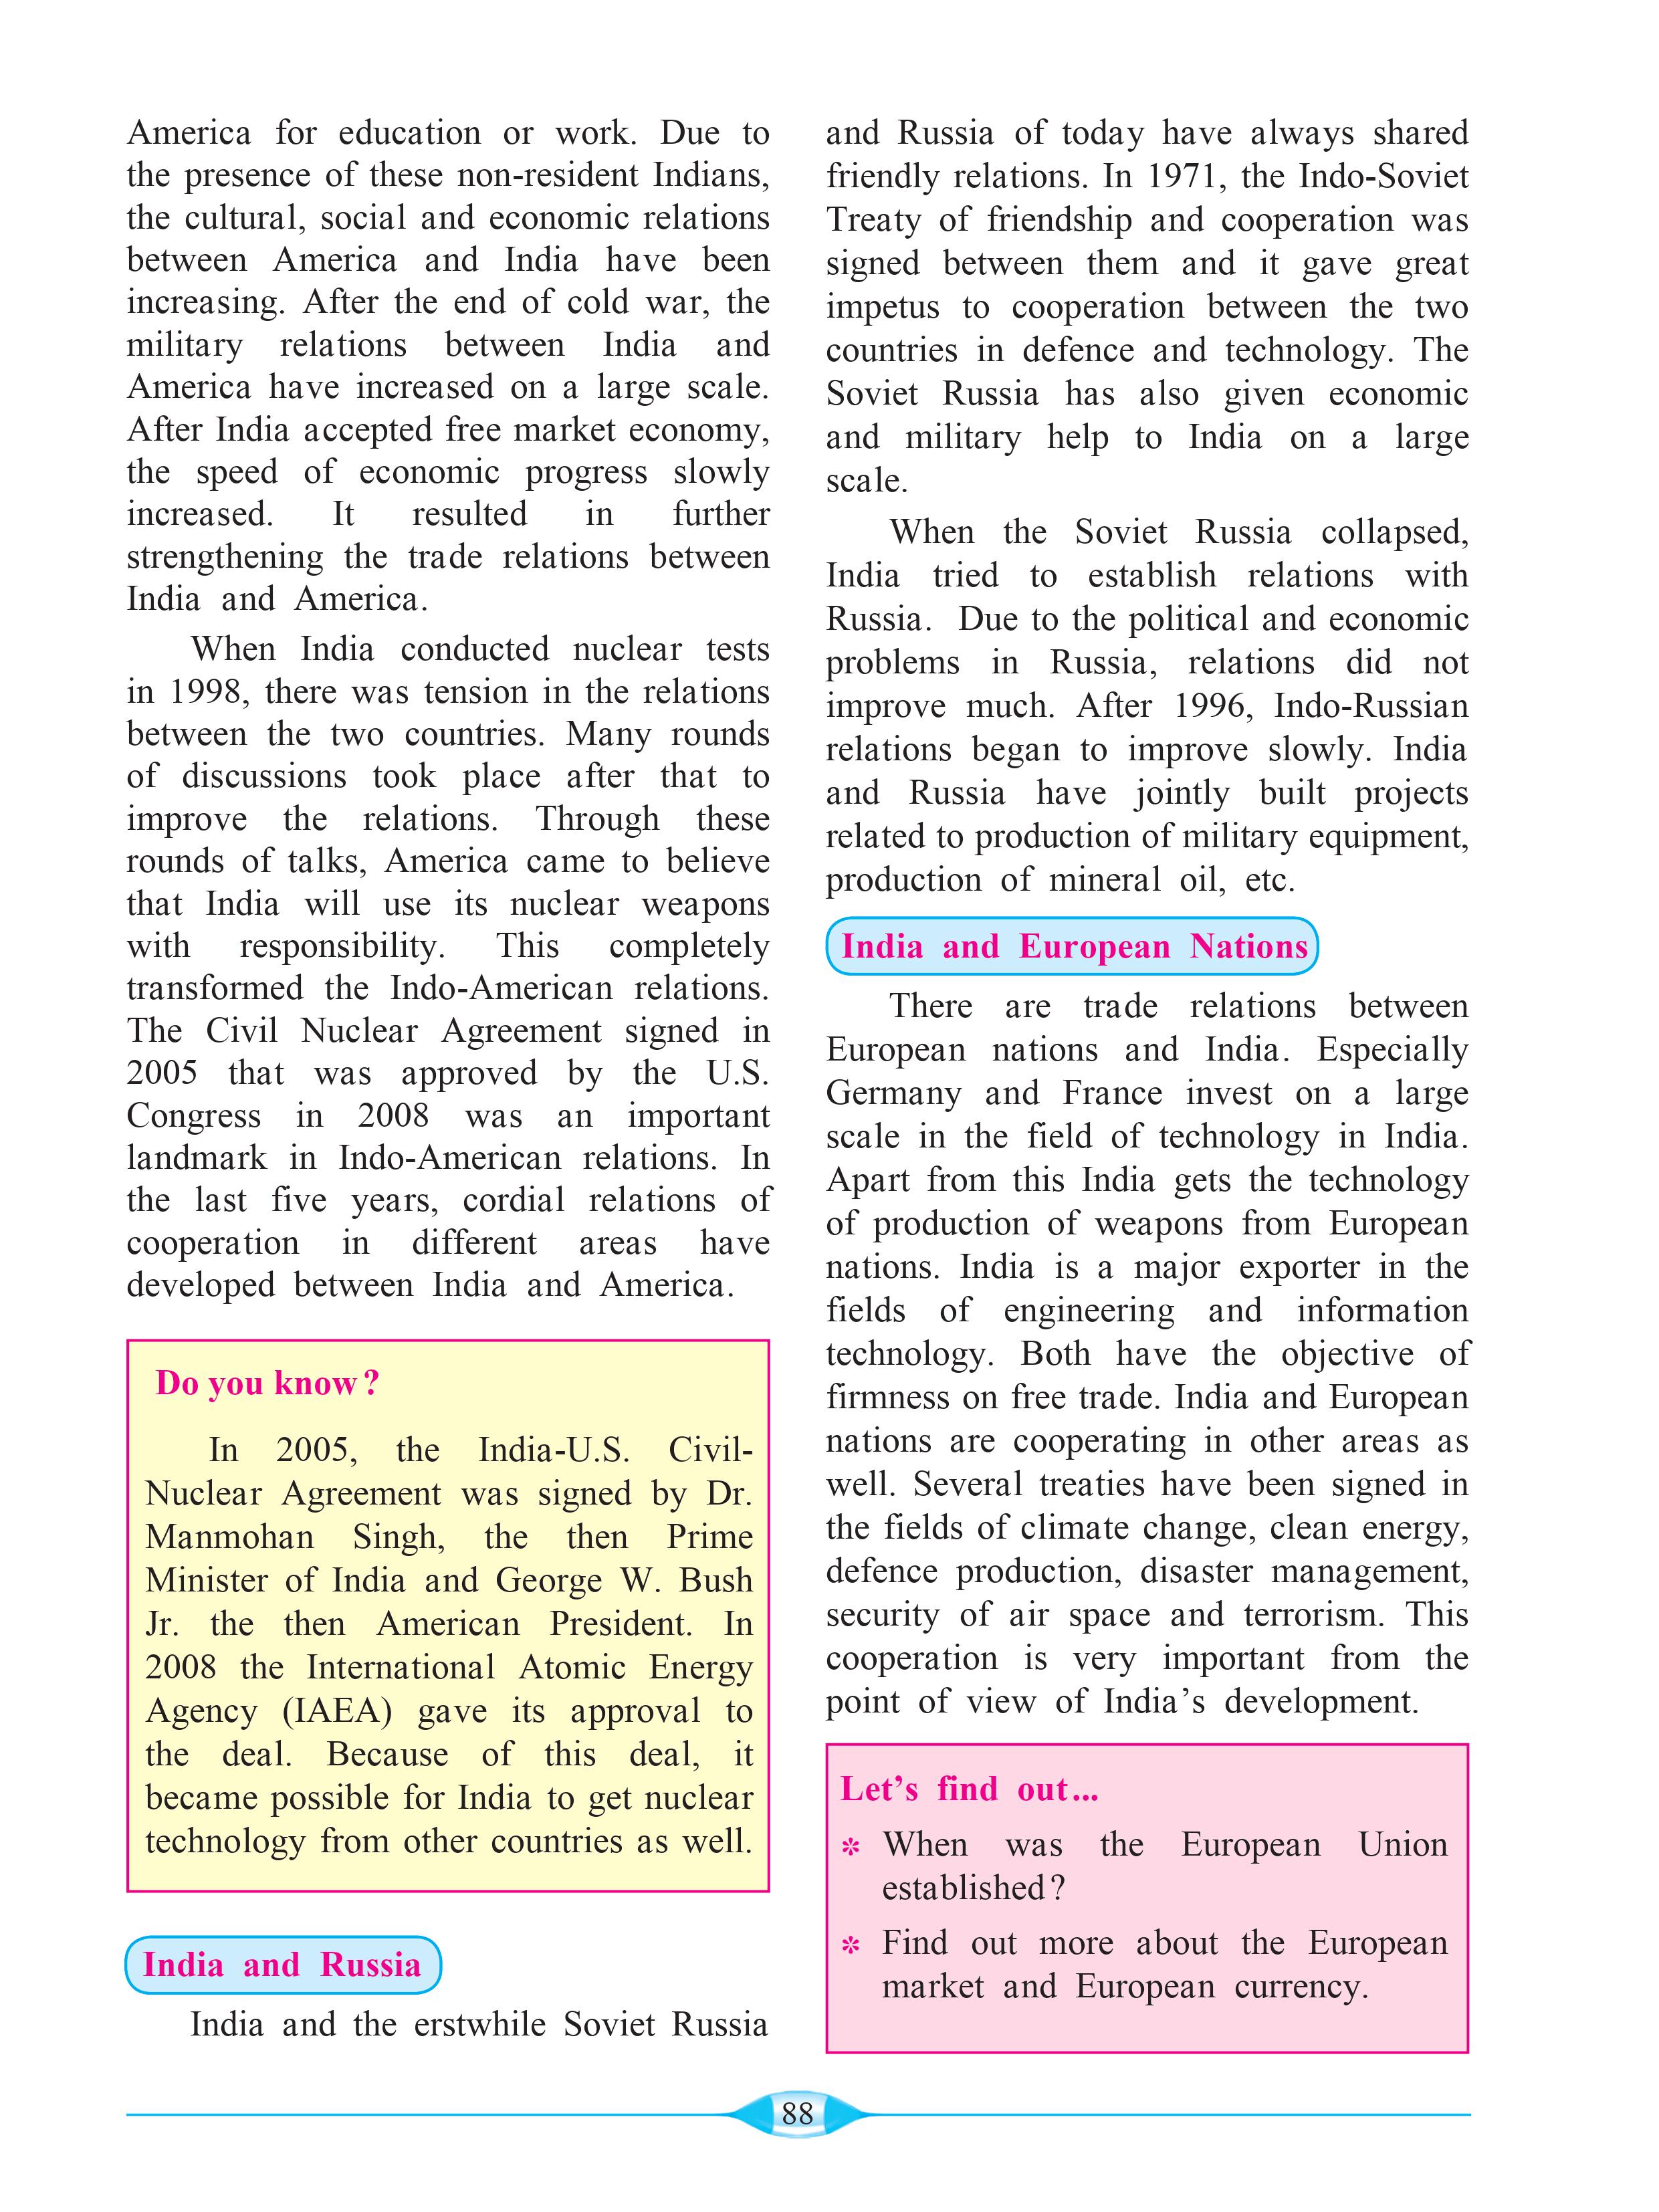 America for education or work. Due to
the presence of these non-resident Indians,
the cultural, social and economic relations
between America and India have been
increasing. After the end of cold war, the
military relations between India and
America have increased on a large scale.
After India accepted free market economy,
the speed of economic progress slowly
increased. It resulted in further
strengthening the trade relations between
India and America.
When India conducted nuclear tests
in 1998, there was tension in the relations
between the two countries. Many rounds
of discussions took place after that to
improve the relations. Through these
rounds of talks, America came to believe
that India will use its nuclear weapons
with responsibility. This completely
transformed the Indo-American relations.
The Civil Nuclear Agreement signed in
2005 that was approved by the U.S.
Congress in 2008 was an important
landmark in Indo-American relations. In
the last five years, cordial relations of
cooperation in different areas have
developed between India and America.
Do you know?
In 2005, the India-U.S. Civil-
Nuclear Agreement was signed by Dr.
Manmohan Singh, the then Prime
Minister of India and George W. Bush
Jr. the then American President. In
2008 the International Atomic Energy
Agency (IAEA) gave its approval to
the deal. Because of this deal, it
became possible for India to get nuclear
technology from other countries as well.
India and Russia
India and the erstwhile Soviet Russia
and Russia of today have always shared
friendly relations. In 1971, the Indo-Soviet
Treaty of friendship and cooperation was
signed between them and it gave great
impetus to cooperation between the two
countries in defence and technology. The
Soviet Russia has also given economic
and military help to India on a large
scale.
When the Soviet Russia collapsed,
India tried to establish relations with
Russia. Due to the political and economic
problems in Russia, relations did not
improve much. After 1996, Indo-Russian
relations began to improve slowly. India
and Russia have jointly built projects
related to production of military equipment,
production of mineral oil, etc.
India and European Nations
There are trade relations between
European nations and India. Especially
Germany and France invest on a large
scale in the field of technology in India.
Apart from this India gets the technology
of production of weapons from European
nations. India is a major exporter in the
fields of engineering and information
technology. Both have the objective of
firmness on free trade. India and European
nations are cooperating in other areas as
well. Several treaties have been signed in
the fields of climate change, clean energy,
defence production, disaster management,
security of air space and terrorism. This
cooperation is very important from the
point of view of India's development.
Let's find out...
* When was the European Union
established?
* Find out more about the European
market and European currency.
88